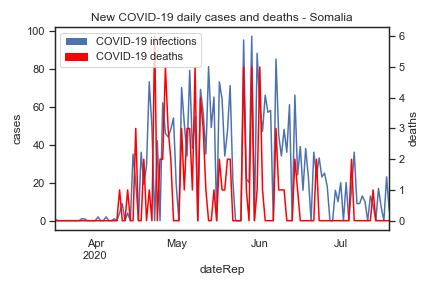 New COVID-19 daily cases and deaths - Somalia
COVID-19 infections
COVID-19 deaths
100
80
60
40
20
0
cases
6
5
4
3
2
1
0
deaths
Apr
2020
May
Jun
Jul
dateRep